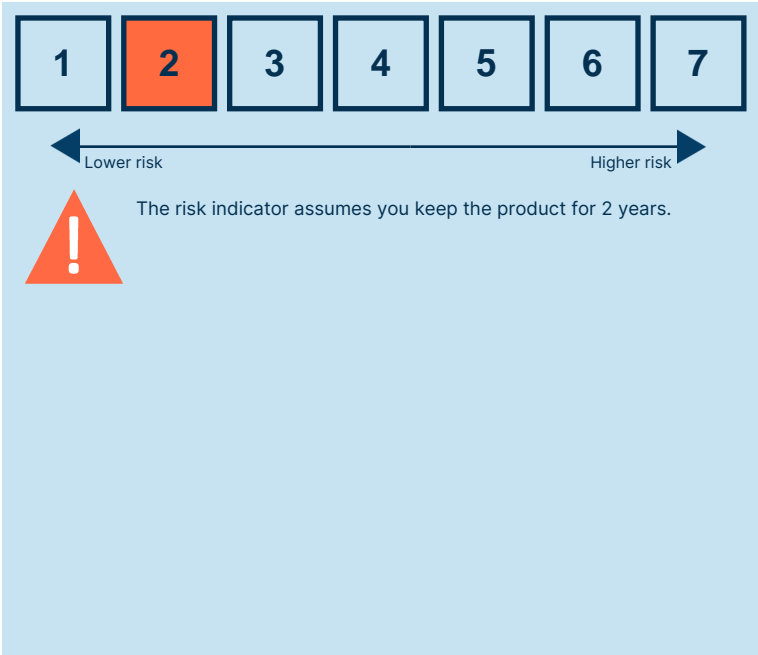 1 2 3 4 5 6 7
Lower risk Higher risk
! The risk indicator assumes you keep the product for 2 years.